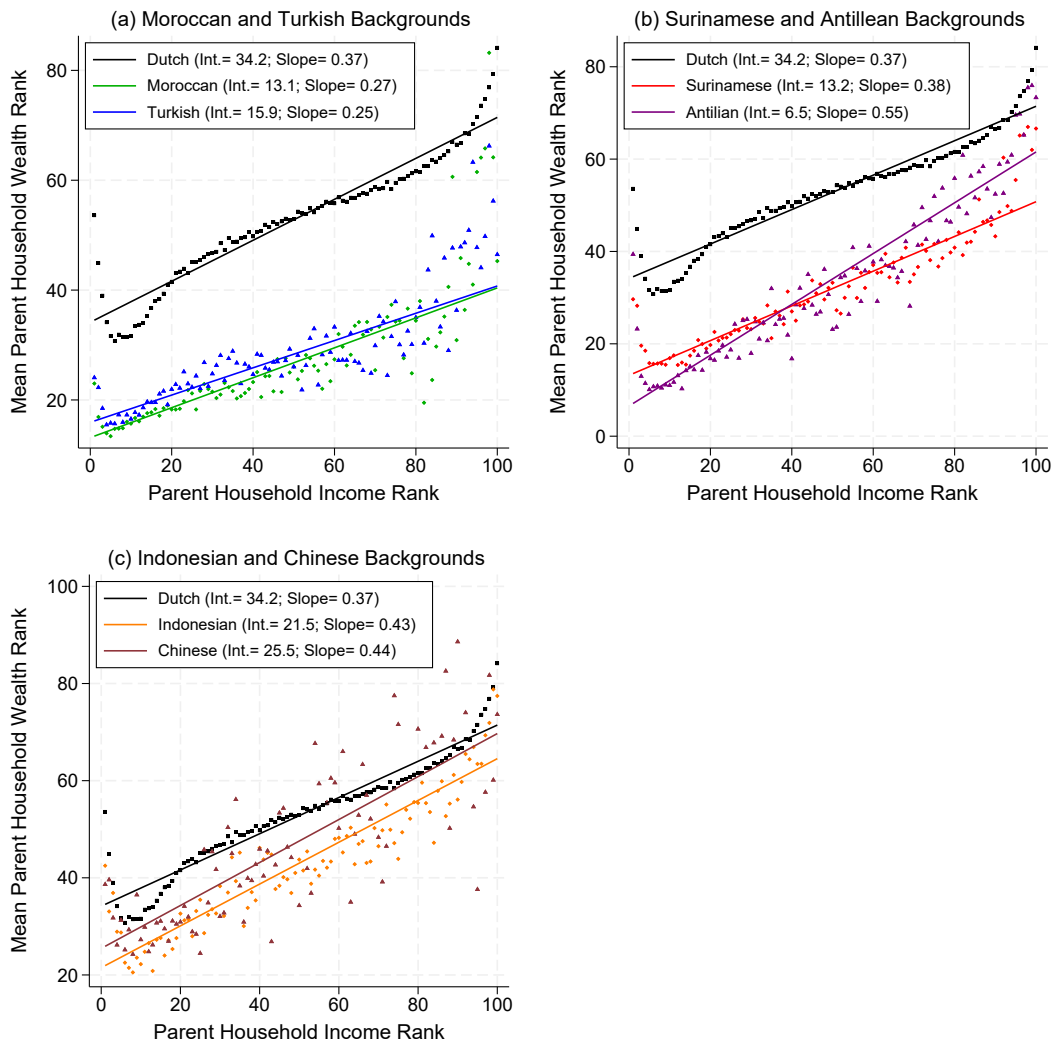 (a) Moroccan and Turkish Backgrounds
Dutch (Int.= 34.2; Slope= 0.37)
Moroccan (Int.= 13.1; Slope= 0.27)
Turkish (Int.= 15.9; Slope= 0.25)
Mean Parent Household Wealth Rank
80
60
40
20
0 20 40 60 80 100
Parent Household Income Rank
(b) Surinamese and Antillean Backgrounds
Dutch (Int.= 34.2; Slope= 0.37)
Surinamese (Int.= 13.2; Slope= 0.38)
Antilian (Int.= 6.5; Slope= 0.55)
Mean Parent Household Wealth Rank
80
60
40
20
0
0 20 40 60 80 100
Parent Household Income Rank
(c) Indonesian and Chinese Backgrounds
Dutch (Int.= 34.2; Slope= 0.37)
Indonesian (Int.= 21.5; Slope= 0.43)
Chinese (Int.= 25.5; Slope= 0.44)
Mean Parent Household Wealth Rank
100
80
60
40
20
0 20 40 60 80 100
Parent Household Income Rank